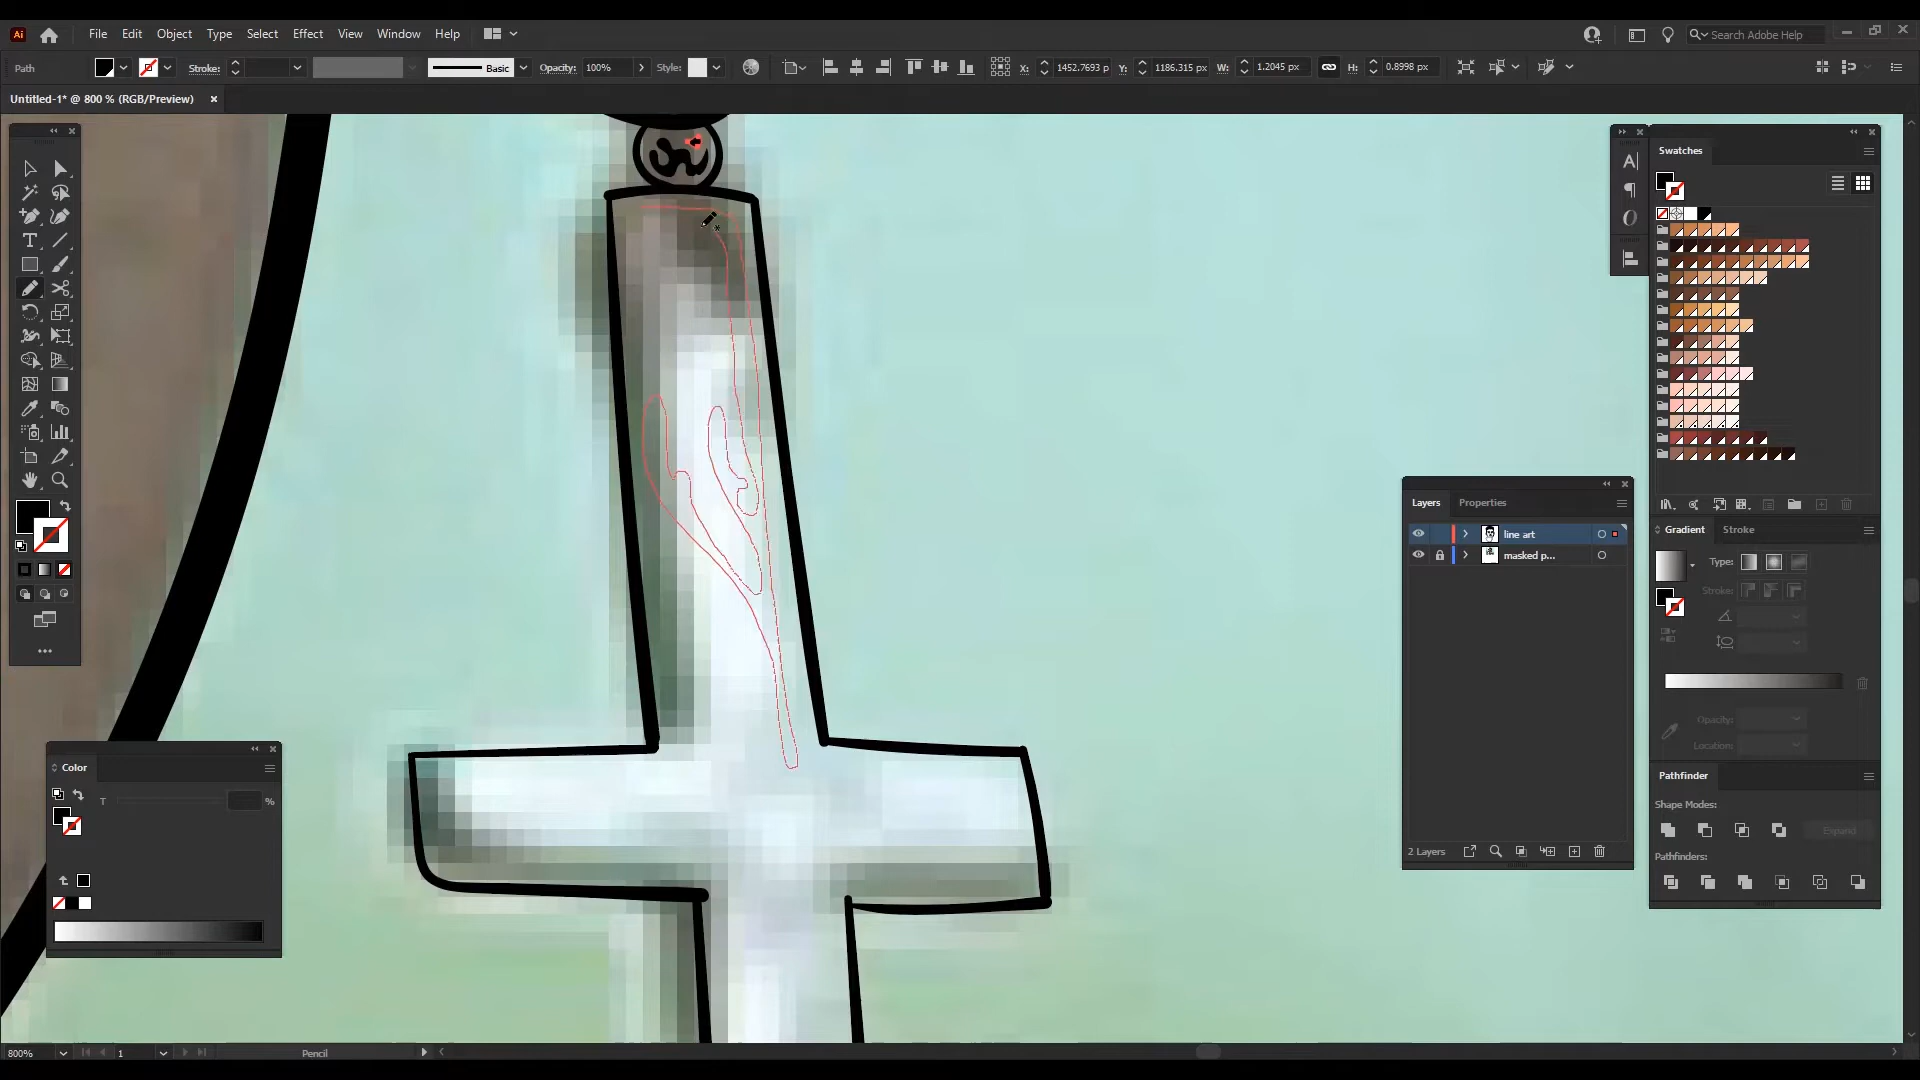 Ai File Edit Object Type Select Effect View Window Help Search Adobe Help
Path Stroke: Basic Opacity: 100% Style: X: 1452.7693 p Y: 1186.315 px W: 1.2045 px H: 0.8998 px
Untitled-1* @ 800 % (RGB/Preview)
Swatches
Layers Properties
line art
masked p...
2 Layers
Gradient Stroke
Type:
Stroke:
Opacity:
Location:
Pathfinder
Shape Modes:
Expand
Pathfinders:
Color
T %
800% 1 Pencil